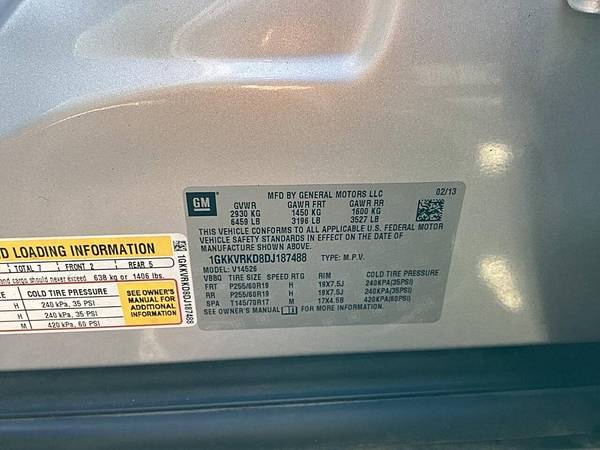 GM
MFD BY GENERAL MOTORS LLC
02/13
GVWR GAWR FRT GAWR RR
2930 KG 1450 KG 1600 KG
6459 LB 3196 LB 3527 LB
THIS VEHICLE CONFORMS TO ALL APPLICABLE U.S. FEDERAL MOTOR
VEHICLE SAFETY STANDARDS IN EFFECT ON THE DATE OF
MANUFACTURE SHOWN ABOVE.
1GKKVRKD8DJ187488 TYPE: M.P.V.
MODEL: V14526
VBBQ TIRE SIZE SPEED RTG RIM COLD TIRE PRESSURE
FRT P255/60R19 H 19X7.5J 240KPA(35PSI)
RR P255/60R19 H 19X7.5J 240KPA(35PSI)
SPA T145/70R17 M 17X4.5B 420KPA(60PSI)
SEE OWNER'S MANUAL FOR MORE INFORMATION.
D LOADING INFORMATION
TOTAL 7 FRONT 2 REAR 5
and cargo should never exceed 638 kg or 1406 lbs.
COLD TIRE PRESSURE
H 240 kPa, 35 PSI
H 240 kPa, 35 PSI
M 420 kPa, 60 PSI
SEE OWNER'S
MANUAL FOR
ADDITIONAL
INFORMATION
1GKKVRKD8DJ187488